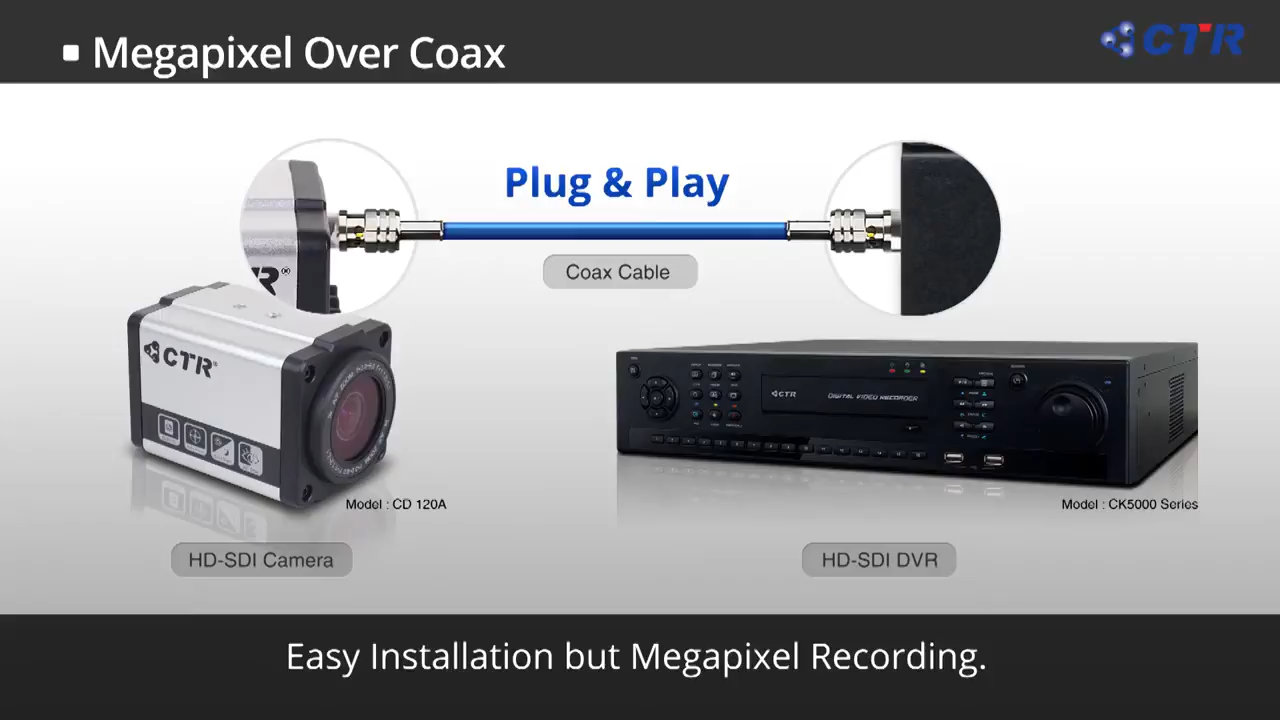 Megapixel Over Coax
CTR
Plug & Play
Coax Cable
CTR®
CTR
DIGITAL VIDEO RECORDER
Model : CD 120A
Model : CK5000 Series
HD-SDI Camera
HD-SDI DVR
Easy Installation but Megapixel Recording.